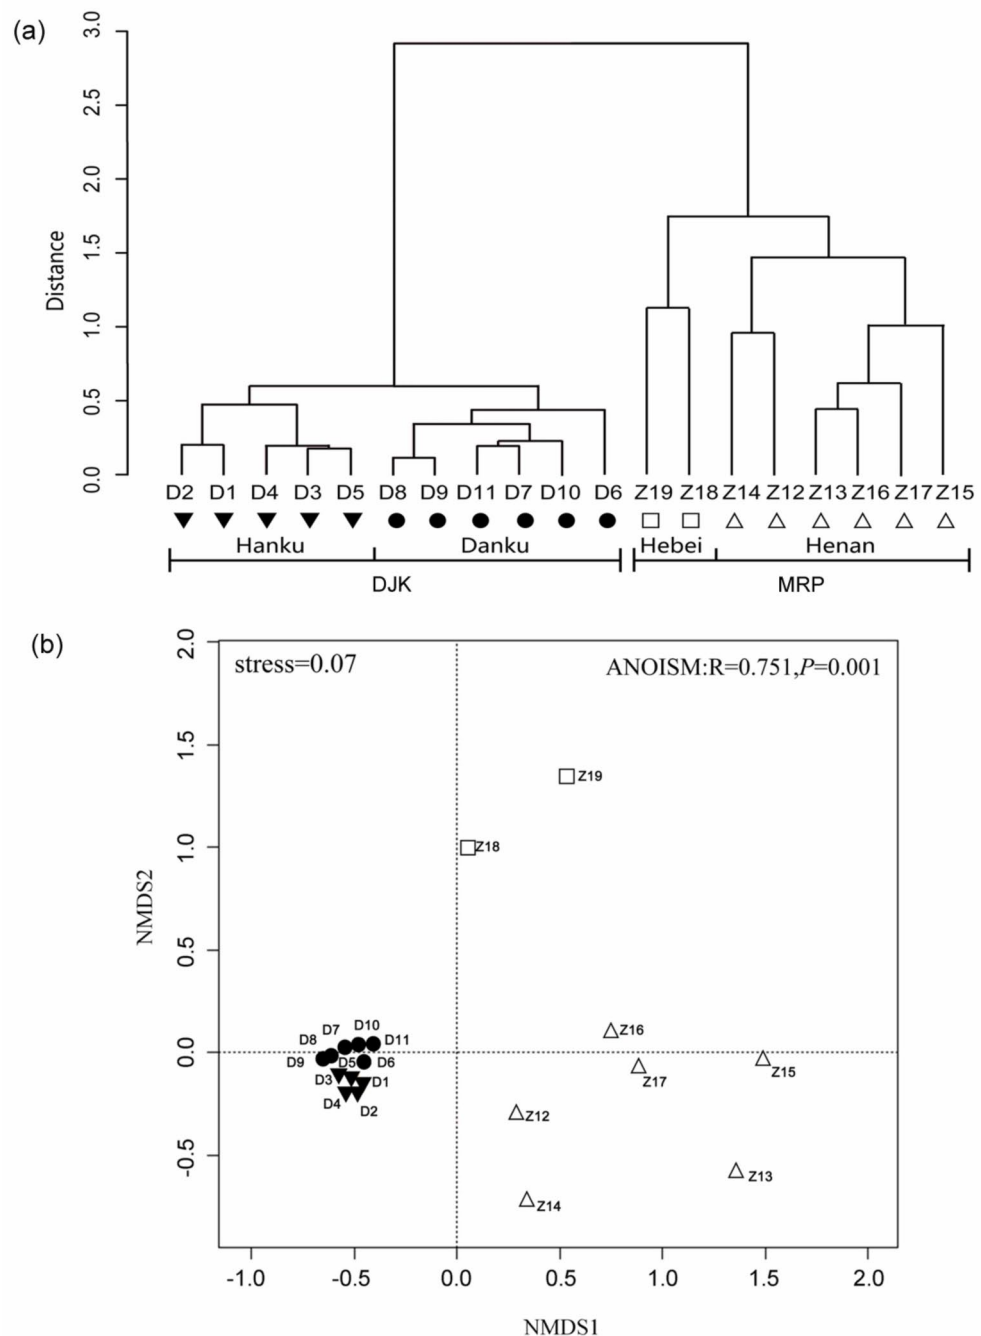 (a)
Distance
3.0
2.5
2.0
1.5
1.0
0.5
0.0
D2 D1 D4 D3 D5 D8 D9 D11 D7 D10 D6 Z19 Z18 Z14 Z12 Z13 Z16 Z17 Z15
Hanku Danku Hebei Henan
DJK MRP
(b)
stress=0.07 ANOISM:R=0.751,P=0.001
NMDS2
2.0
1.5
1.0
0.5
0.0
-0.5
Z19
Z18
D7 D10
D8 D11
D9 D5 D6
D3 D1
D4 D2
Z16
Z17 Z15
Z12
Z13
Z14
-1.0 -0.5 0.0 0.5 1.0 1.5 2.0
NMDS1